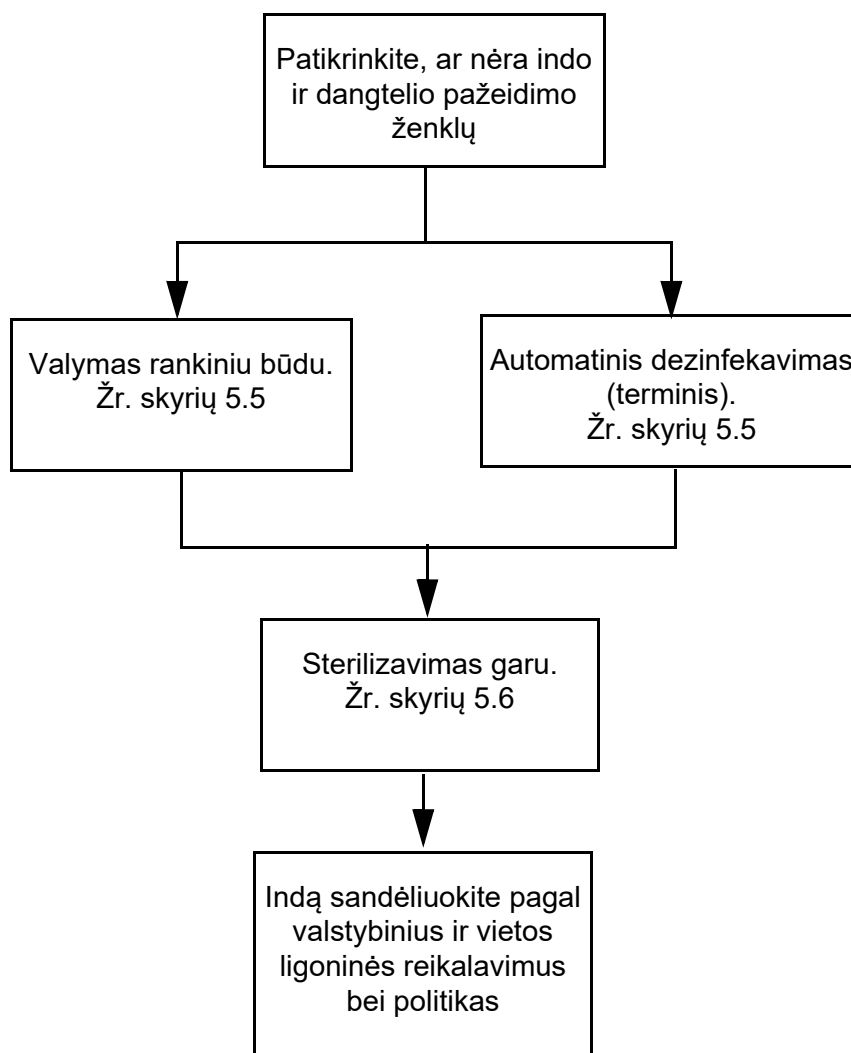 Patikrinkite, ar nėra indo
ir dangtelio pažeidimo
ženklų
Valymas rankiniu būdu.
Žr. skyrių 5.5
Automatinis dezinfekavimas
(terminis).
Žr. skyrių 5.5
Sterilizavimas garu.
Žr. skyrių 5.6
Indą sandėliuokite pagal
valstybinius ir vietos
ligoninės reikalavimus
bei politikas